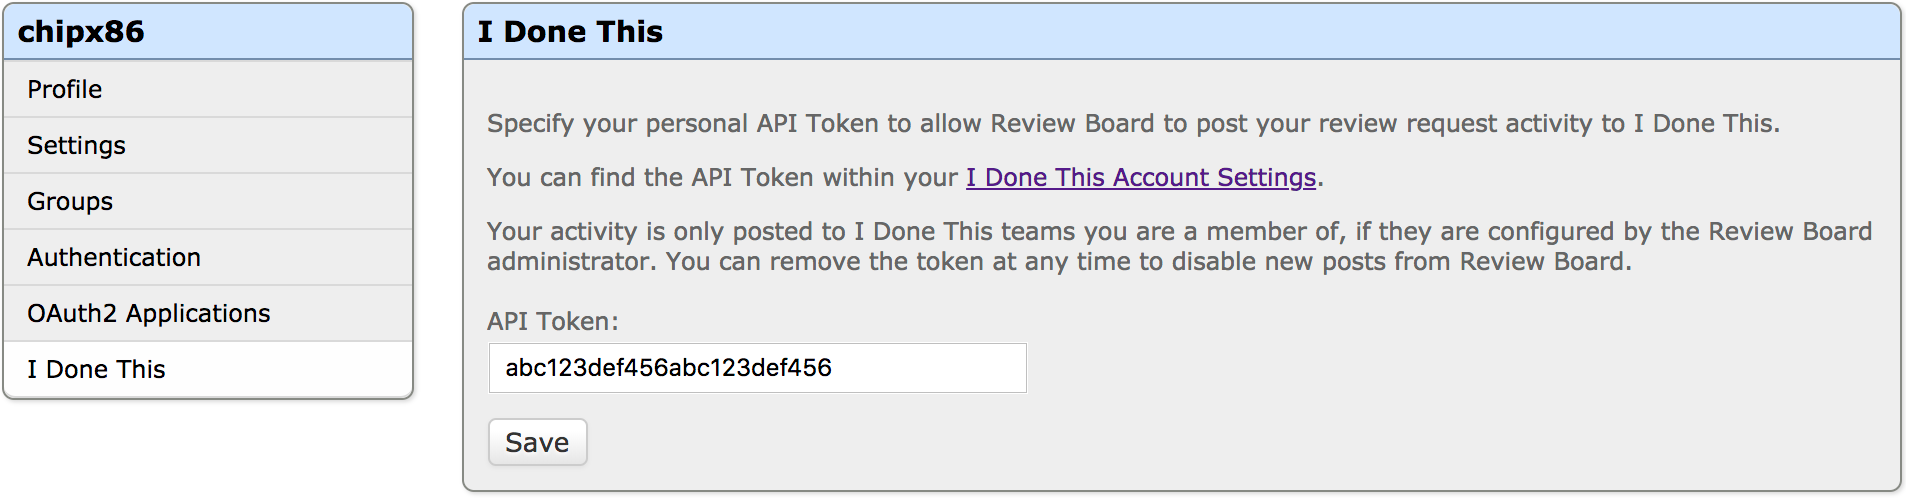 chipx86
Profile
Settings
Groups
Authentication
OAuth2 Applications
I Done This
I Done This
Specify your personal API Token to allow Review Board to post your review request activity to I Done This.
You can find the API Token within your I Done This Account Settings.
Your activity is only posted to I Done This teams you are a member of, if they are configured by the Review Board
administrator. You can remove the token at any time to disable new posts from Review Board.
API Token:
abc123def456abc123def456
Save